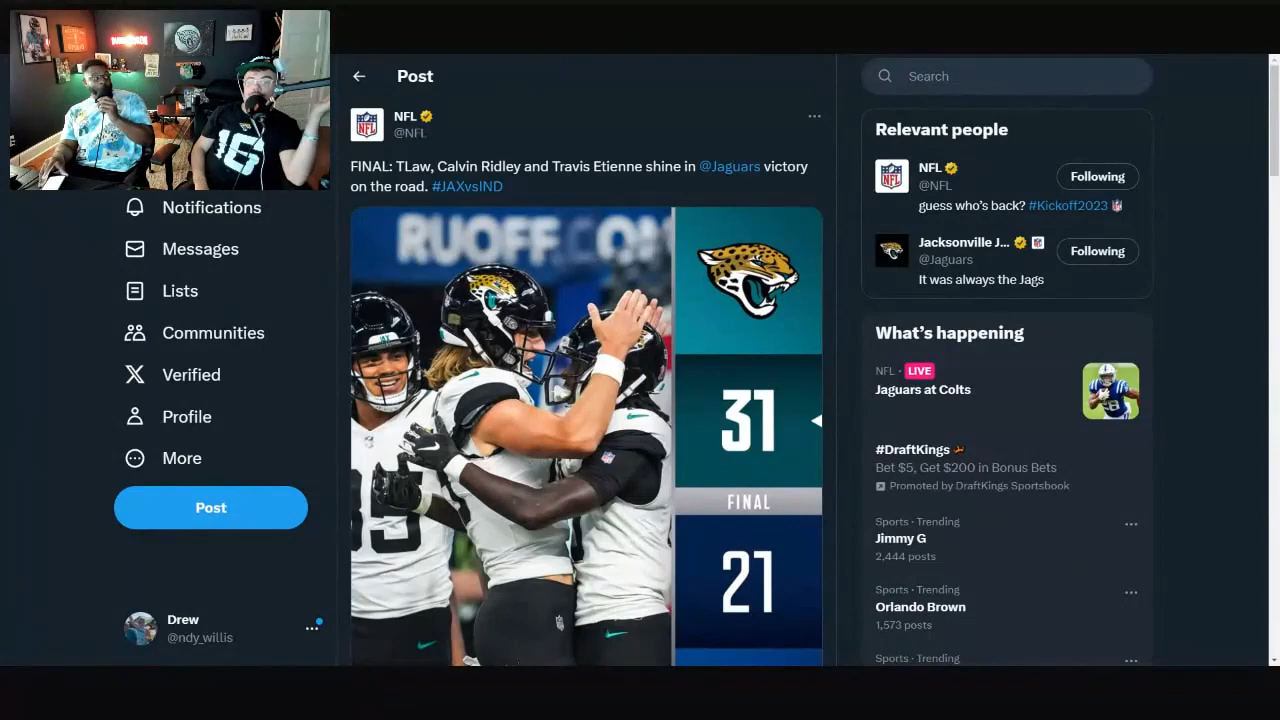 16
Notifications
Messages
Lists
Communities
Verified
Profile
More
Post
Drew
@ndy_willis
Post
NFL
@NFL
FINAL: TLaw, Calvin Ridley and Travis Etienne shine in @Jaguars victory
on the road. #JAXvsIND
RUOFF.COM
85
31
FINAL
21
Search
Relevant people
NFL
@NFL
Following
guess who's back? #Kickoff2023
Jacksonville J...
@Jaguars
Following
It was always the Jags
What's happening
NFL · LIVE
Jaguars at Colts
#DraftKings
Bet $5, Get $200 in Bonus Bets
Promoted by DraftKings Sportsbook
Sports · Trending
Jimmy G
2,444 posts
Sports · Trending
Orlando Brown
1,573 posts
Sports · Trending